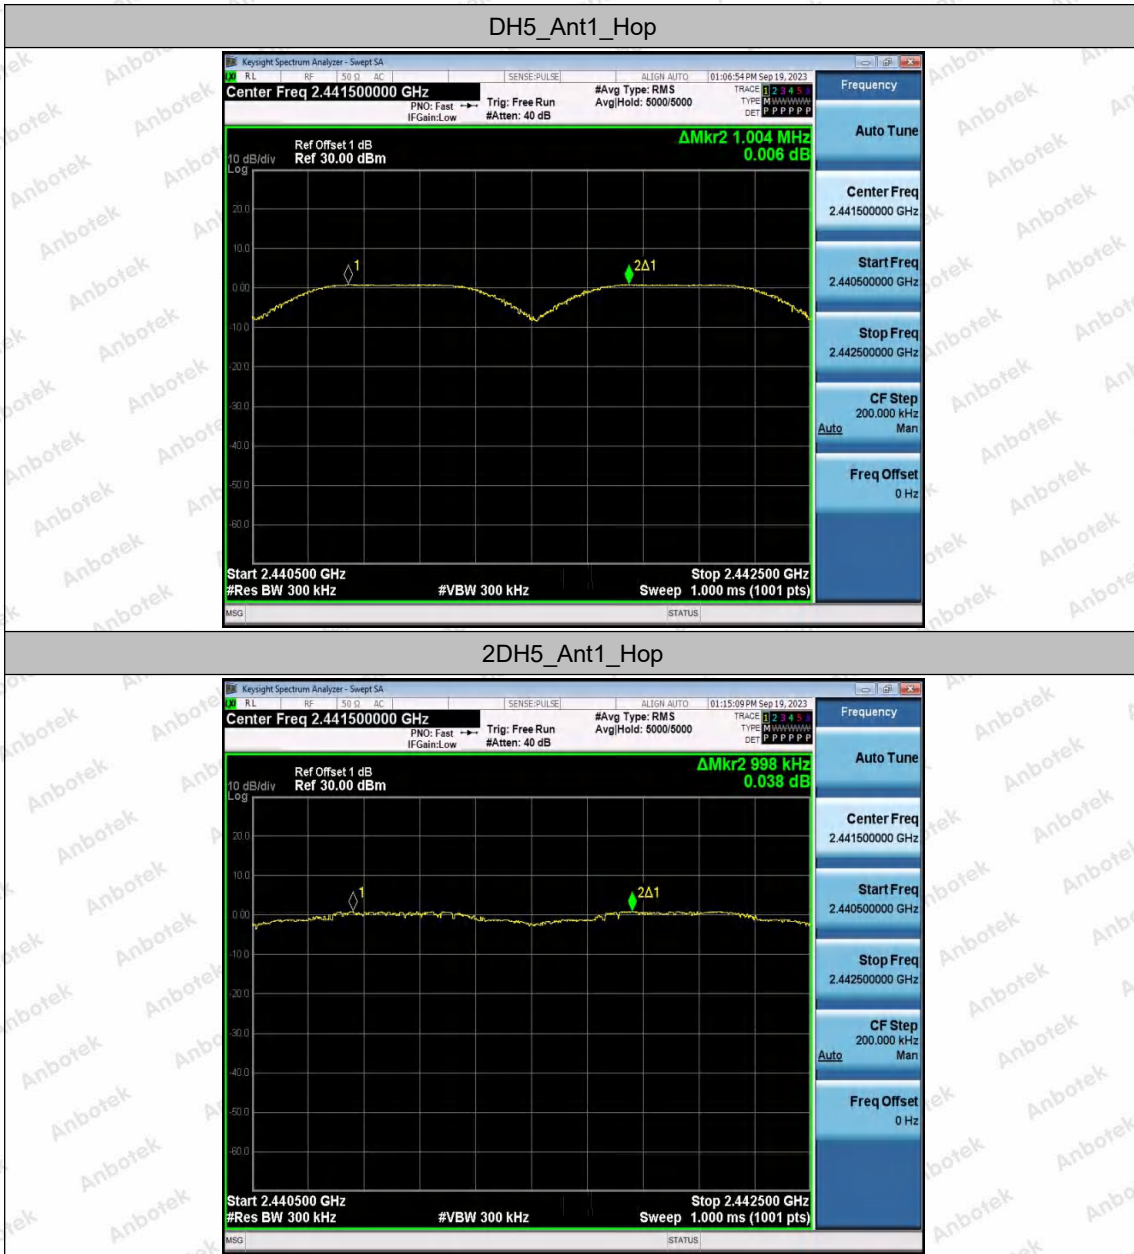 DH5_Ant1_Hop
Keysight Spectrum Analyzer - Swept SA
RL RF 50 Ω AC SENSE:PULSE ALIGN AUTO 01:06:54 PM Sep 19, 2023
Center Freq 2.441500000 GHz
PNO: Fast
IFGain:Low
Trig: Free Run
#Atten: 40 dB
#Avg Type: RMS
Avg|Hold: 5000/5000
TRACE 1 2 3 4 5
TYPE M
DET P P P P P P
Frequency
Auto Tune
Center Freq
2.441500000 GHz
Start Freq
2.440500000 GHz
Stop Freq
2.442500000 GHz
CF Step
200.000 kHz
Auto Man
Freq Offset
0 Hz
ΔMkr2 1.004 MHz
0.006 dB
Ref Offset 1 dB
10 dB/div Ref 30.00 dBm
Log
20.0
10.0
1
2Δ1
0.00
-10.0
-20.0
-30.0
-40.0
-50.0
-60.0
Start 2.440500 GHz Stop 2.442500 GHz
#Res BW 300 kHz #VBW 300 kHz Sweep 1.000 ms (1001 pts)
MSG STATUS
2DH5_Ant1_Hop
Keysight Spectrum Analyzer - Swept SA
RL RF 50 Ω AC SENSE:PULSE ALIGN AUTO 01:15:09 PM Sep 19, 2023
Center Freq 2.441500000 GHz
PNO: Fast
IFGain:Low
Trig: Free Run
#Atten: 40 dB
#Avg Type: RMS
Avg|Hold: 5000/5000
TRACE 1 2 3 4 5
TYPE M
DET P P P P P P
Frequency
Auto Tune
Center Freq
2.441500000 GHz
Start Freq
2.440500000 GHz
Stop Freq
2.442500000 GHz
CF Step
200.000 kHz
Auto Man
Freq Offset
0 Hz
ΔMkr2 998 kHz
0.038 dB
Ref Offset 1 dB
10 dB/div Ref 30.00 dBm
Log
20.0
10.0
1
2Δ1
0.00
-10.0
-20.0
-30.0
-40.0
-50.0
-60.0
Start 2.440500 GHz Stop 2.442500 GHz
#Res BW 300 kHz #VBW 300 kHz Sweep 1.000 ms (1001 pts)
MSG STATUS
Anbotek